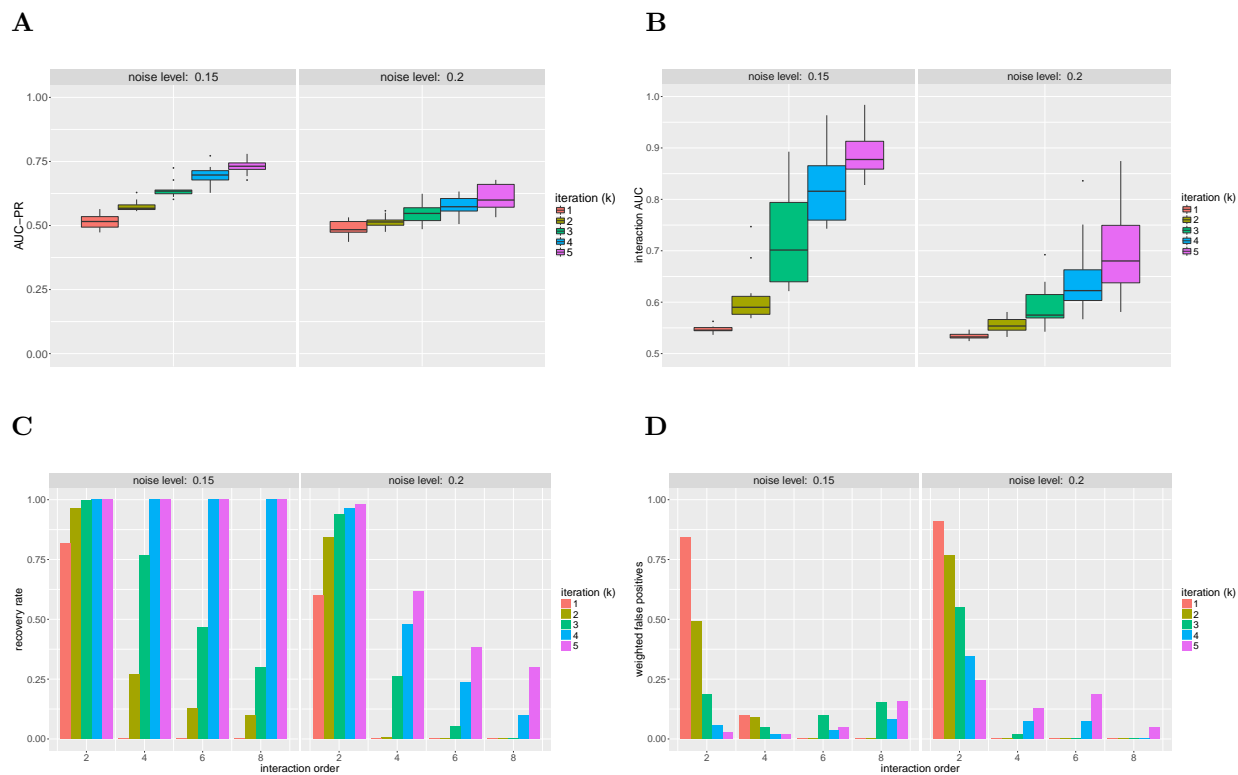 A
noise level: 0.15
noise level: 0.2
AUC−PR
1.00
0.75
0.50
0.25
0.00
iteration (k)
1
2
3
4
5
B
noise level: 0.15
noise level: 0.2
interaction AUC
1.0
0.9
0.8
0.7
0.6
0.5
iteration (k)
1
2
3
4
5
C
noise level: 0.15
noise level: 0.2
recovery rate
1.00
0.75
0.50
0.25
0.00
2 4 6 8 2 4 6 8
interaction order
iteration (k)
1
2
3
4
5
D
noise level: 0.15
noise level: 0.2
weighted false positives
1.00
0.75
0.50
0.25
0.00
2 4 6 8 2 4 6 8
interaction order
iteration (k)
1
2
3
4
5